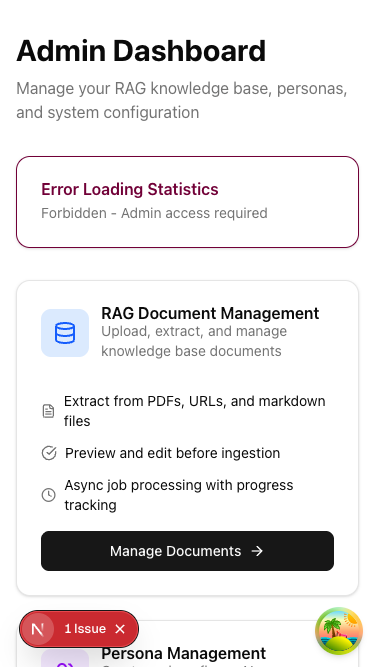 Admin Dashboard
Manage your RAG knowledge base, personas,
and system configuration
Error Loading Statistics
Forbidden - Admin access required
RAG Document Management
Upload, extract, and manage
knowledge base documents
Extract from PDFs, URLs, and markdown
files
Preview and edit before ingestion
Async job processing with progress
tracking
Manage Documents
N
1 Issue
Persona Management